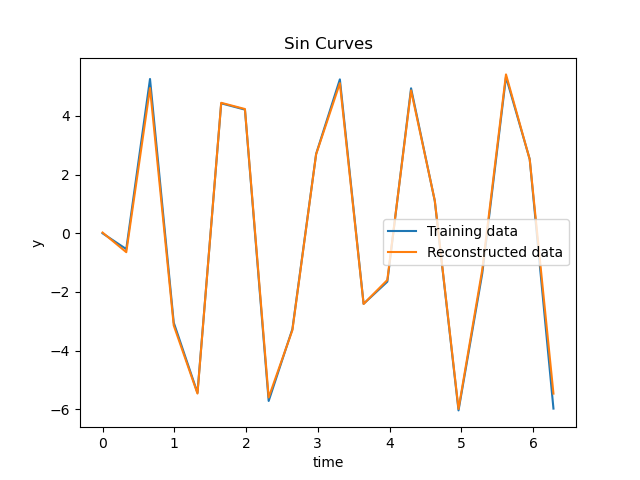 Sin Curves
4
2
0
−2
−4
−6
y
Training data
Reconstructed data
0 1 2 3 4 5 6
time